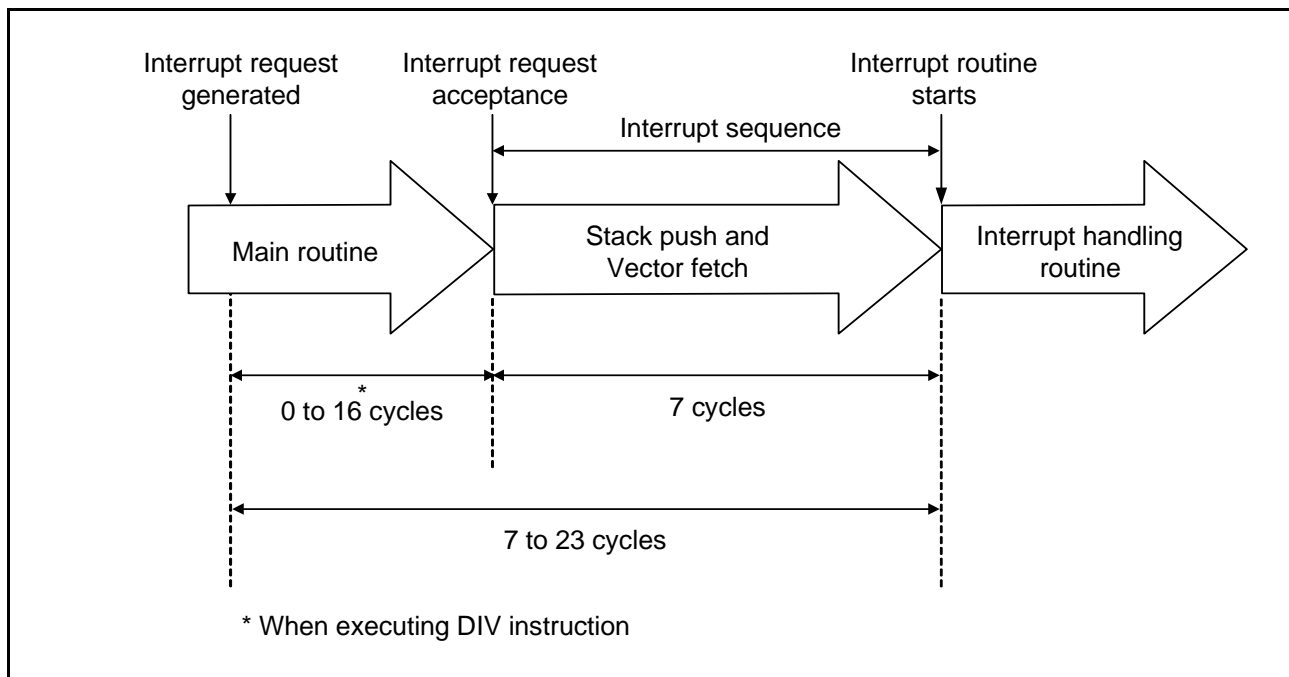 Interrupt request
generated
Interrupt request
acceptance
Interrupt routine
starts
Interrupt sequence
Main routine
Stack push and
Vector fetch
Interrupt handling
routine
*
0 to 16 cycles
7 cycles
7 to 23 cycles
* When executing DIV instruction